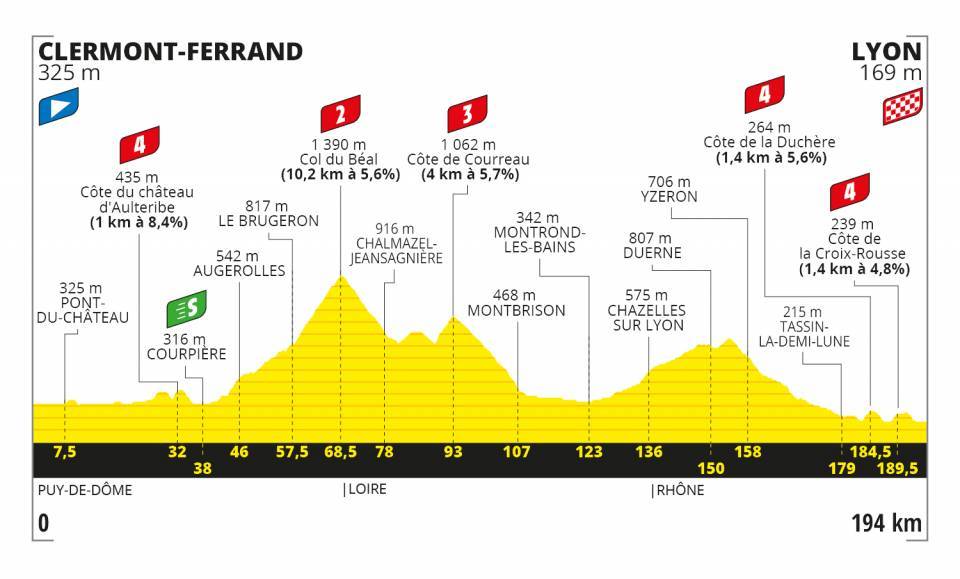 CLERMONT-FERRAND
325 m
LYON
169 m
4
435 m
Côte du château
d'Aulteribe
(1 km à 8,4%)
2
1 390 m
Col du Béal
(10,2 km à 5,6%)
3
1 062 m
Côte de Courreau
(4 km à 5,7%)
4
264 m
Côte de la Duchère
(1,4 km à 5,6%)
4
239 m
Côte de
la Croix-Rousse
(1,4 km à 4,8%)
325 m
PONT-
DU-CHÂTEAU
S
316 m
COURPIÈRE
542 m
AUGEROLLES
817 m
LE BRUGERON
916 m
CHALMAZEL-
JEANSAGNIÈRE
468 m
MONTBRISON
342 m
MONTROND-
LES-BAINS
575 m
CHAZELLES
SUR LYON
807 m
DUERNE
706 m
YZERON
215 m
TASSIN-
LA-DEMI-LUNE
7,5
32
38
46
57,5
68,5
78
93
107
123
136
150
158
179
184,5
189,5
PUY-DE-DÔME
LOIRE
RHÔNE
0
194 km